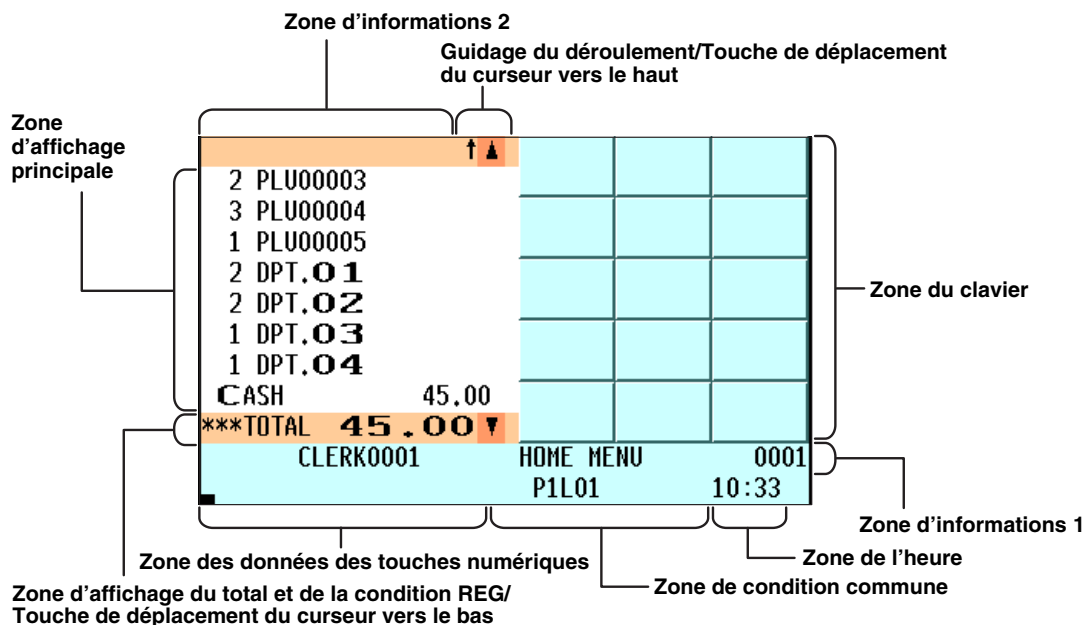 Zone d'informations 2
Guidage du déroulement/Touche de déplacement
du curseur vers le haut
Zone
d'affichage
principale
↑ ▲
2 PLU00003
3 PLU00004
1 PLU00005
2 DPT.01
2 DPT.02
1 DPT.03
1 DPT.04
CASH 45.00
***TOTAL 45.00 ▼
CLERK0001 HOME MENU 0001
P1L01 10:33
Zone du clavier
Zone d'informations 1
Zone de l'heure
Zone de condition commune
Zone des données des touches numériques
Zone d'affichage du total et de la condition REG/
Touche de déplacement du curseur vers le bas